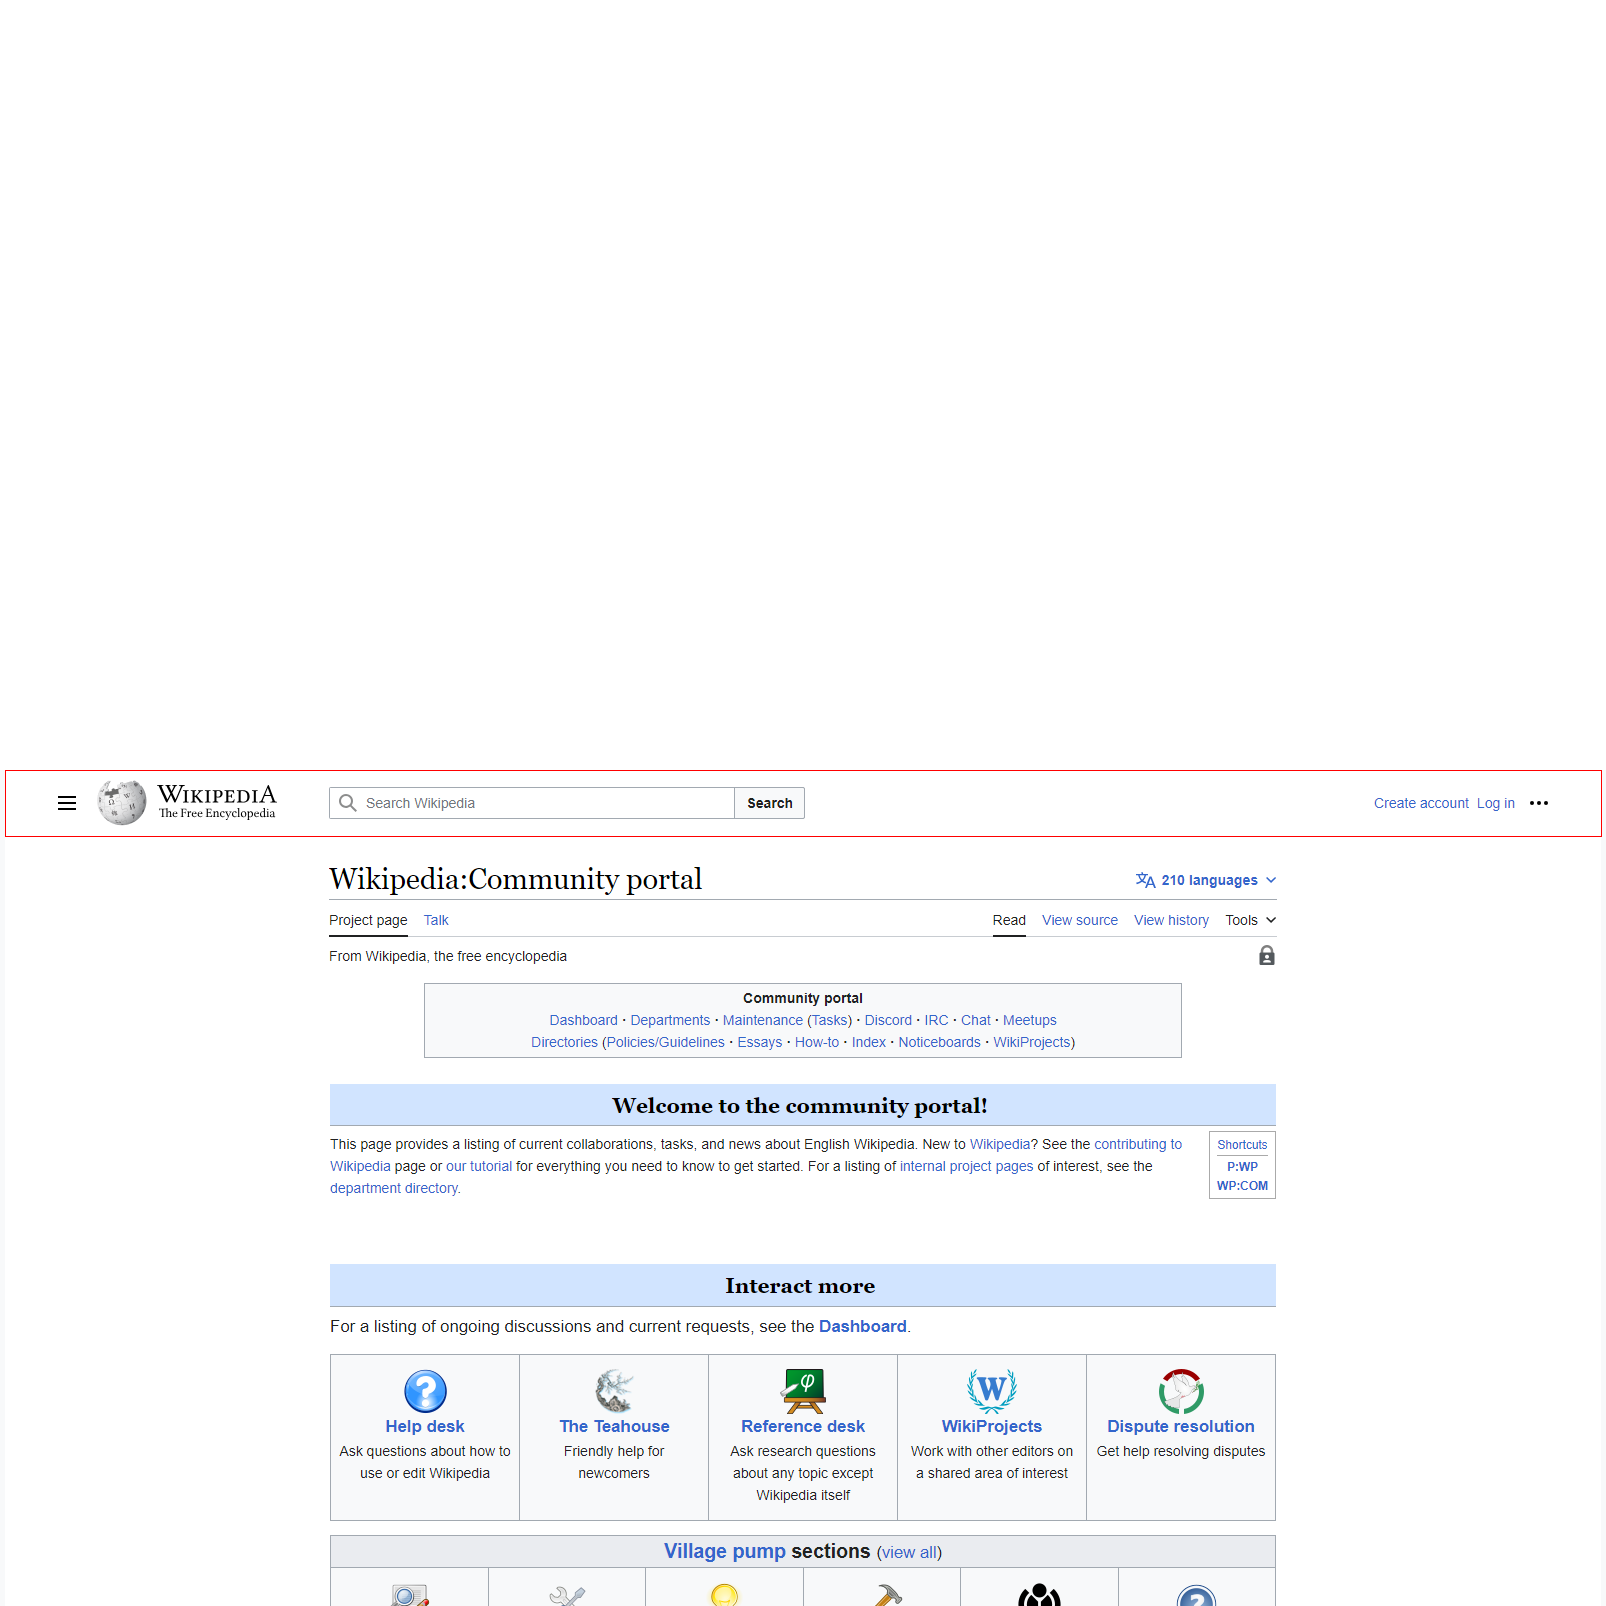 WIKIPEDIA
The Free Encyclopedia
Search Wikipedia
Search
Create account Log in
Wikipedia:Community portal
210 languages
Project page Talk
Read View source View history Tools
From Wikipedia, the free encyclopedia
Community portal
Dashboard · Departments · Maintenance (Tasks) · Discord · IRC · Chat · Meetups
Directories (Policies/Guidelines · Essays · How-to · Index · Noticeboards · WikiProjects)
Welcome to the community portal!
This page provides a listing of current collaborations, tasks, and news about English Wikipedia. New to Wikipedia? See the contributing to
Wikipedia page or our tutorial for everything you need to know to get started. For a listing of internal project pages of interest, see the
department directory.
Shortcuts
P:WP
WP:COM
Interact more
For a listing of ongoing discussions and current requests, see the Dashboard.
Help desk
Ask questions about how to
use or edit Wikipedia
The Teahouse
Friendly help for
newcomers
Reference desk
Ask research questions
about any topic except
Wikipedia itself
WikiProjects
Work with other editors on
a shared area of interest
Dispute resolution
Get help resolving disputes
Village pump sections (view all)